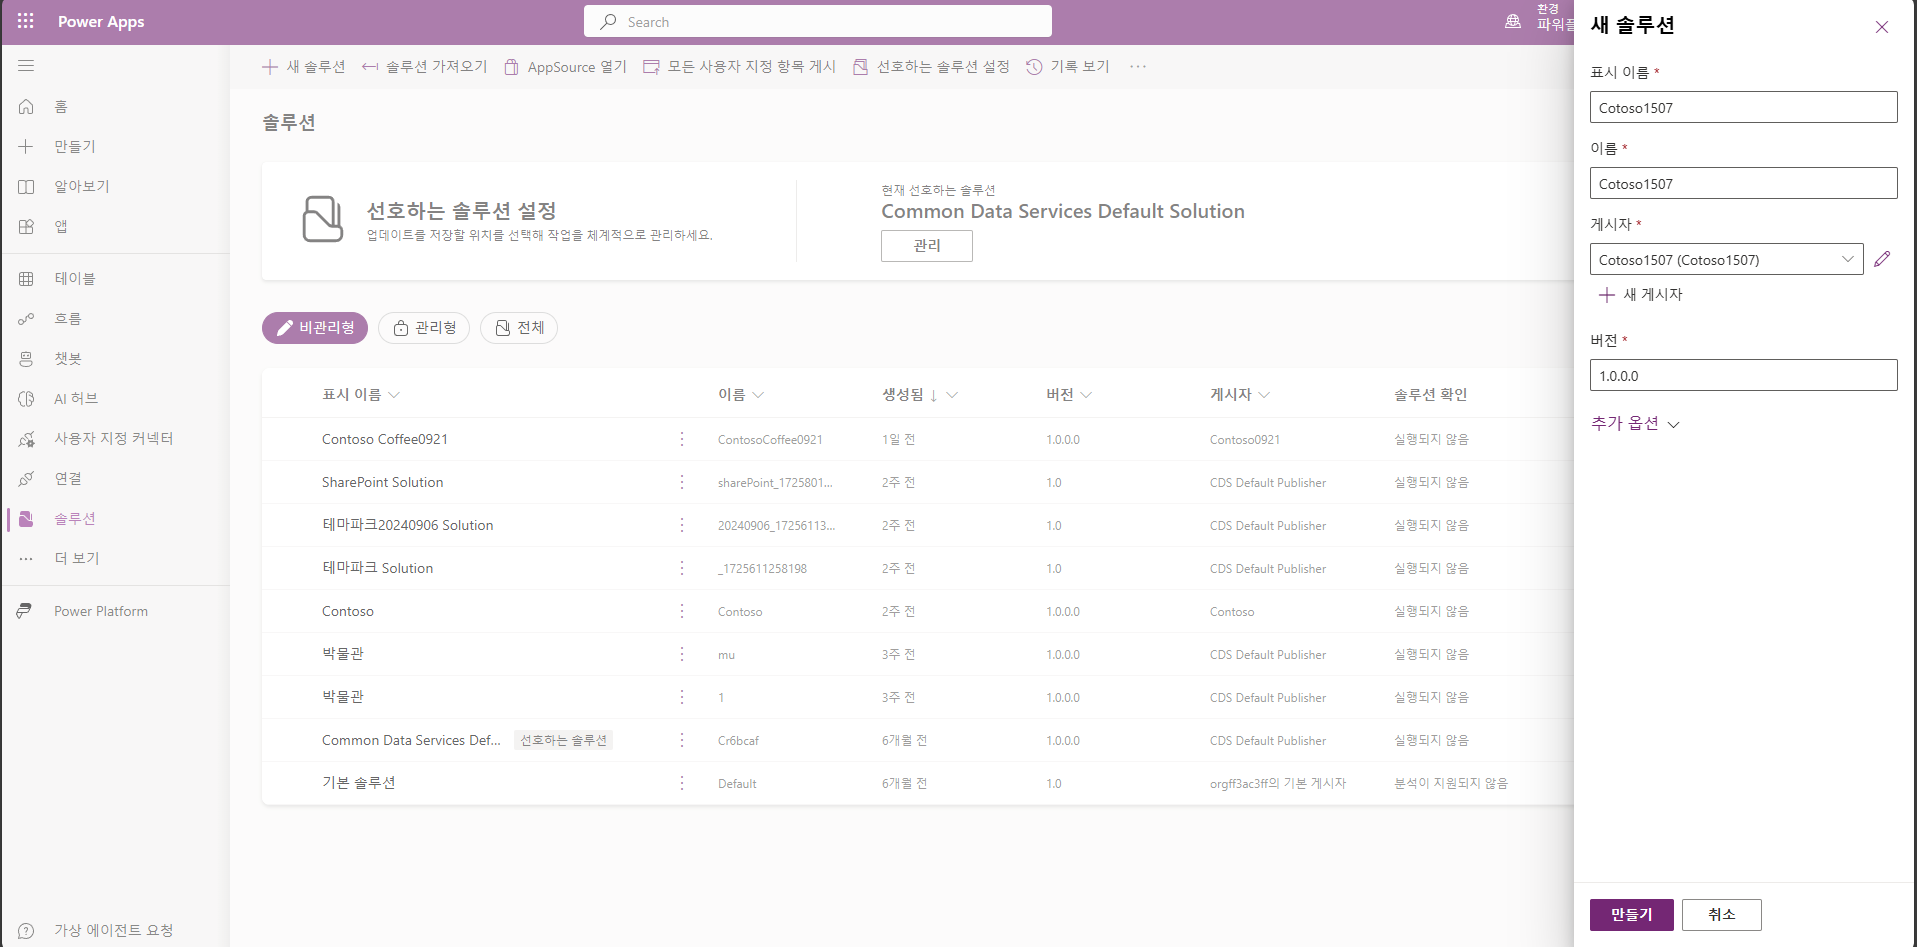 Power Apps
Search
환경
파워플
새 솔루션
솔루션 가져오기
AppSource 열기
모든 사용자 지정 항목 게시
선호하는 솔루션 설정
기록 보기
홈
만들기
알아보기
앱
테이블
흐름
챗봇
AI 허브
사용자 지정 커넥터
연결
솔루션
더 보기
Power Platform
가상 에이전트 요청
솔루션
선호하는 솔루션 설정
업데이트를 저장할 위치를 선택해 작업을 체계적으로 관리하세요.
현재 선호하는 솔루션
Common Data Services Default Solution
관리
비관리형 관리형 전체
표시 이름 이름 생성됨 버전 게시자 솔루션 확인
Contoso Coffee0921 ContosoCoffee0921 1일 전 1.0.0.0 Contoso0921 실행되지 않음
SharePoint Solution sharePoint_1725801... 2주 전 1.0 CDS Default Publisher 실행되지 않음
테마파크20240906 Solution 20240906_17256113... 2주 전 1.0 CDS Default Publisher 실행되지 않음
테마파크 Solution _1725611258198 2주 전 1.0 CDS Default Publisher 실행되지 않음
Contoso Contoso 2주 전 1.0.0.0 Contoso 실행되지 않음
박물관 mu 3주 전 1.0.0.0 CDS Default Publisher 실행되지 않음
박물관 1 3주 전 1.0.0.0 CDS Default Publisher 실행되지 않음
Common Data Services Def... 선호하는 솔루션 Cr6bcaf 6개월 전 1.0.0.0 CDS Default Publisher 실행되지 않음
기본 솔루션 Default 6개월 전 1.0 orgff3ac3ff의 기본 게시자 분석이 지원되지 않음
새 솔루션
표시 이름 *
Cotoso1507
이름 *
Cotoso1507
게시자 *
Cotoso1507 (Cotoso1507)
새 게시자
버전 *
1.0.0.0
추가 옵션
만들기 취소